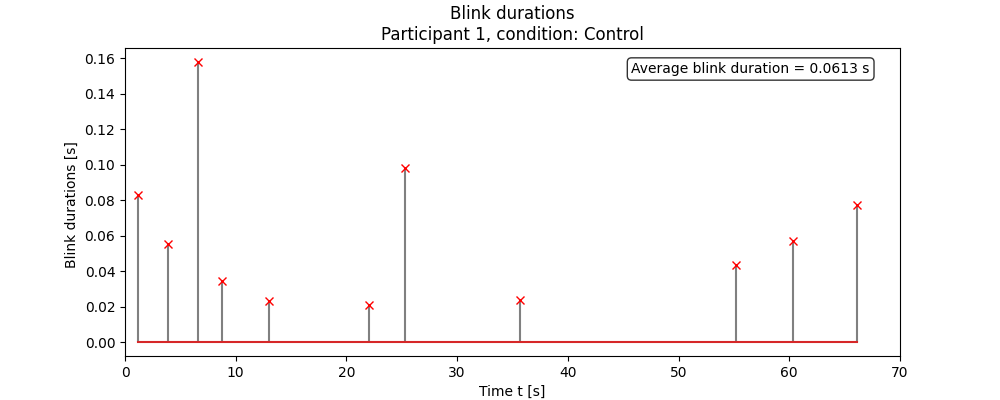 Blink durations
Participant 1, condition: Control
Average blink duration = 0.0613 s
Blink durations [s]
0.16
0.14
0.12
0.10
0.08
0.06
0.04
0.02
0.00
0 10 20 30 40 50 60 70
Time t [s]